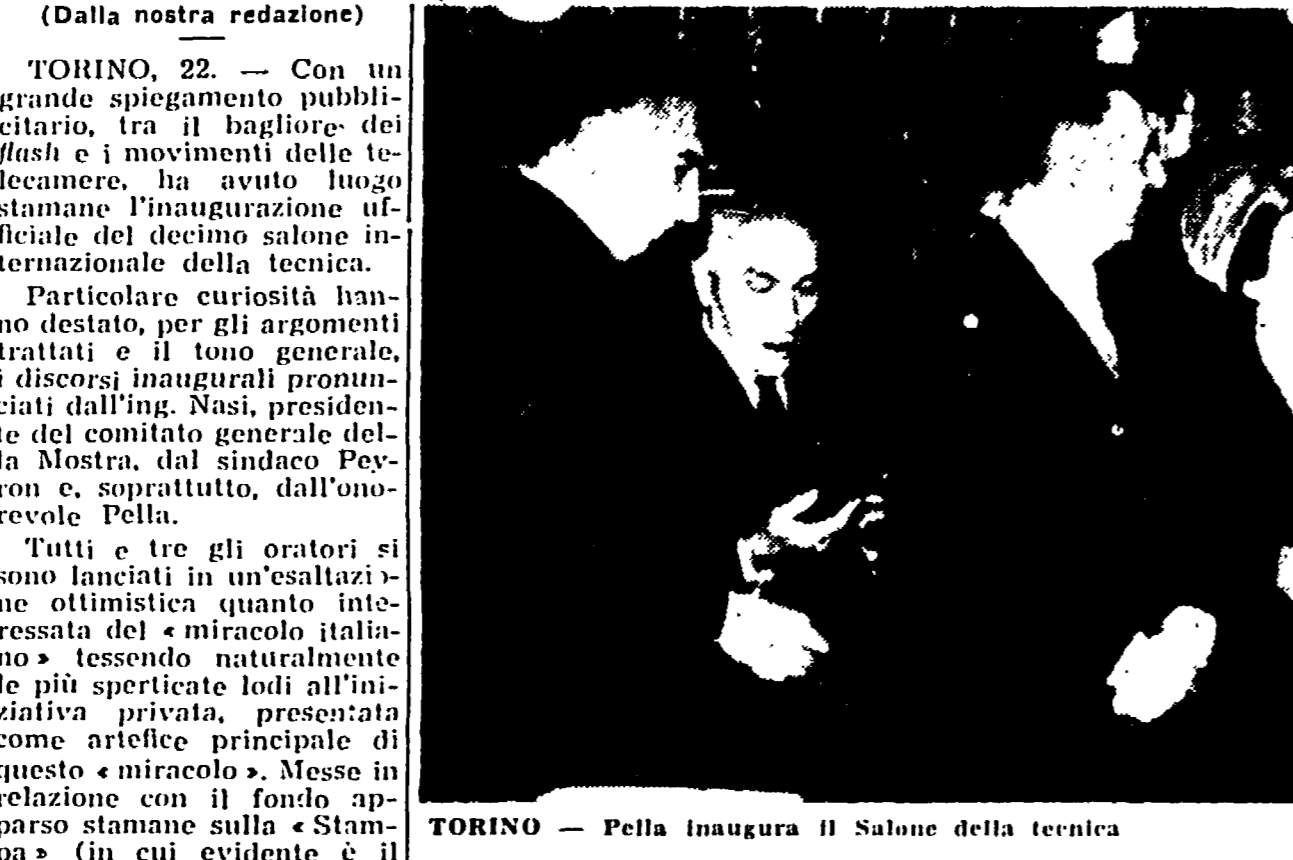 (Dalla nostra redazione)
TORINO, 22. — Con un
grande spiegamento pubbli-
citario, tra il bagliore dei
flash e i movimenti delle te-
lecamere, ha avuto luogo
stamane l'inaugurazione uf-
ficiale del decimo salone in-
ternazionale della tecnica.
Particolare curiosità han-
no destato, per gli argomenti
trattati e il tono generale,
i discorsi inaugurali pronun-
ciati dall'ing. Nasi, presiden-
te del comitato generale del-
la Mostra, dal sindaco Pey-
ron e, soprattutto, dall'ono-
revole Pella.
Tutti e tre gli oratori si
sono lanciati in un'esaltazio-
ne ottimistica quanto inte-
ressata del « miracolo italia-
no » tessendo naturalmente
le più sperticate lodi all'ini-
ziativa privata, presentata
come artefice principale di
questo « miracolo ». Messe in
relazione con il fondo ap-
parso stamane sulla « Stam-
pa » (in cui evidente è il
TORINO — Pella inaugura il Salone della tecnica